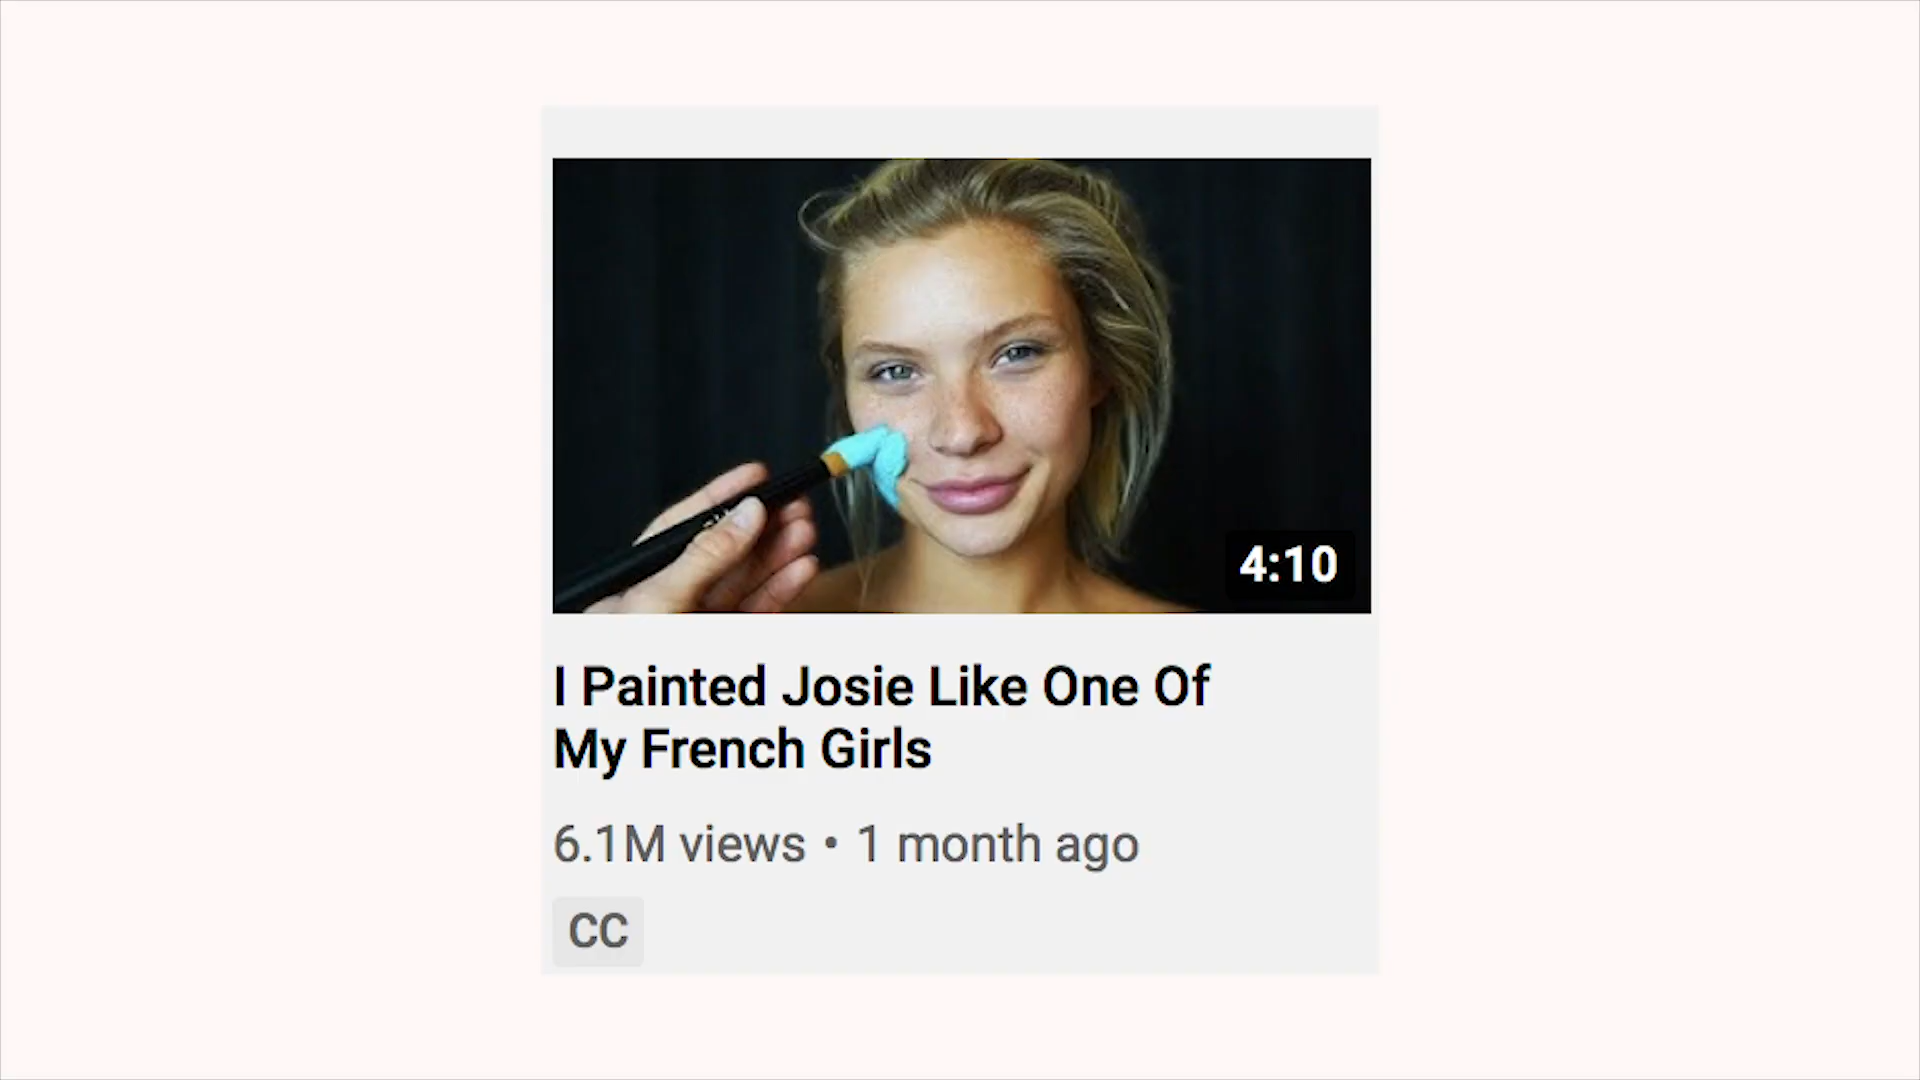 4:10
I Painted Josie Like One Of
My French Girls
6.1M views • 1 month ago
CC